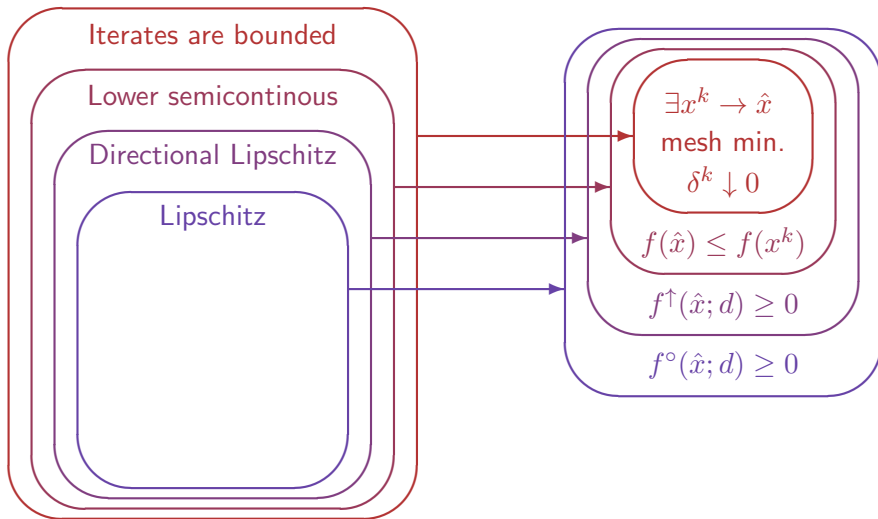 Iterates are bounded
Lower semicontinous
Directional Lipschitz
Lipschitz
∃x^k → x̂
mesh min.
δ^k ↓ 0
f(x̂) ≤ f(x^k)
f^↑(x̂; d) ≥ 0
f^∘(x̂; d) ≥ 0